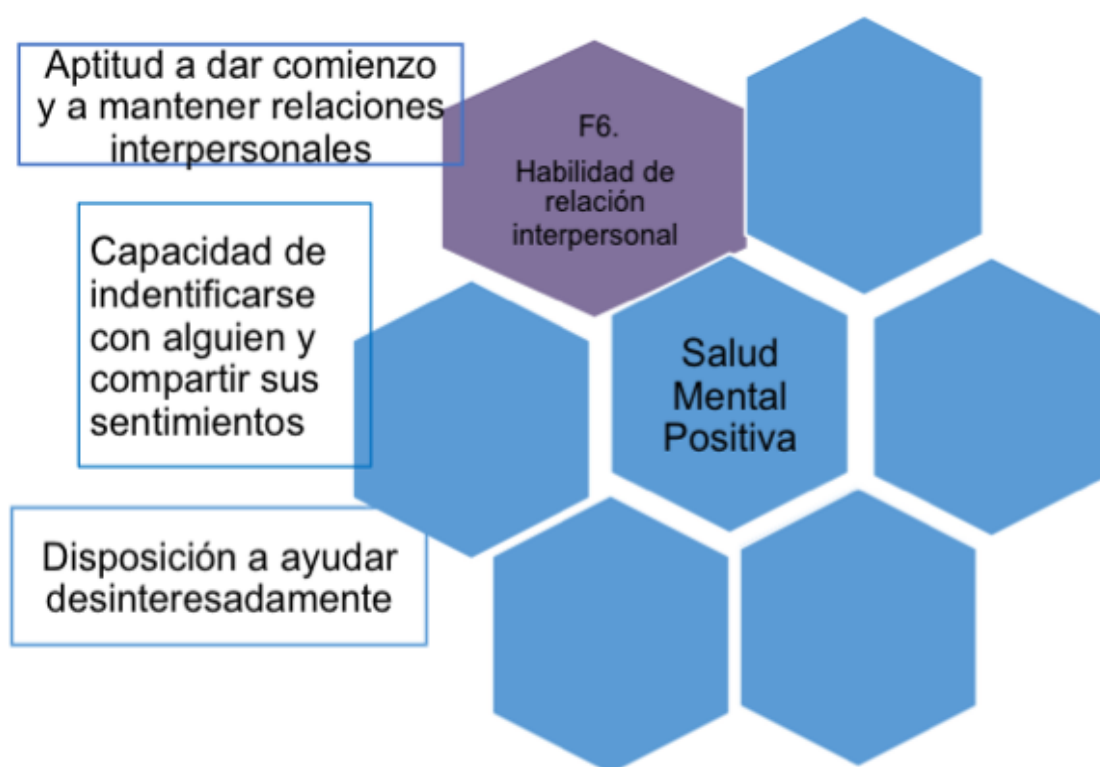 Aptitud a dar comienzo
y a mantener relaciones
interpersonales
F6.
Habilidad de
relación
interpersonal
Capacidad de
indentificarse
con alguien y
compartir sus
sentimientos
Salud
Mental
Positiva
Disposición a ayudar
desinteresadamente